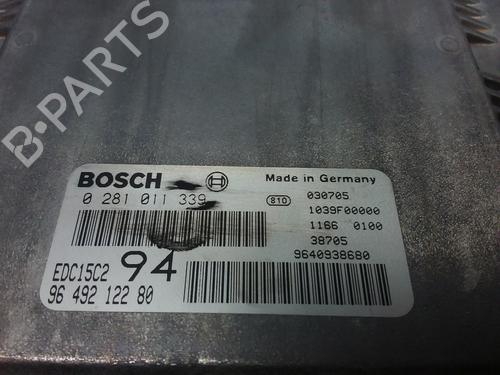 B-PARTS
BOSCH
Made in Germany
0 281 011 339
810
030705
1039F00000
1166 0100
38705
9640938680
EDC15C2 94
96 492 122 80